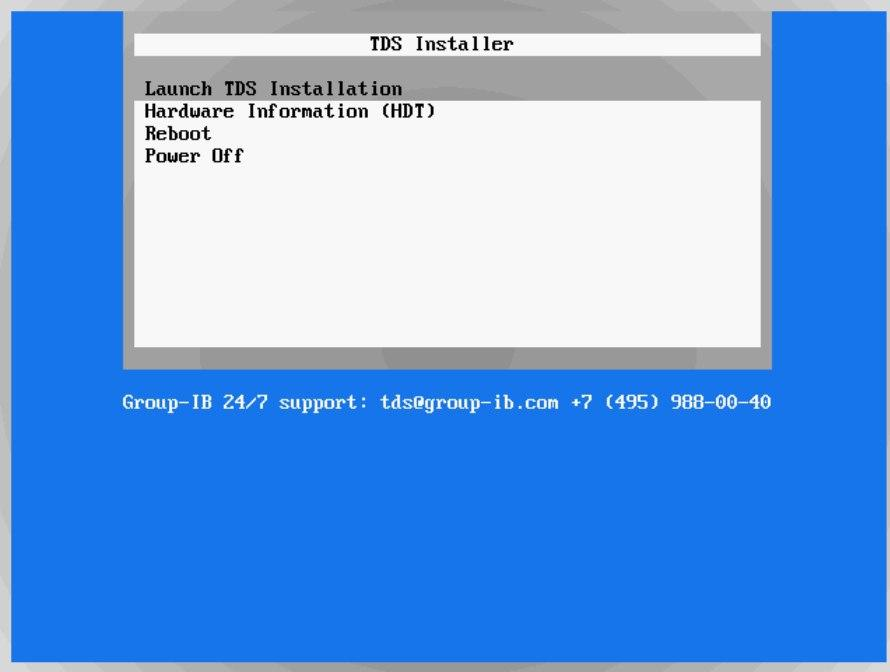 TDS Installer
Launch TDS Installation
Hardware Information (HDT)
Reboot
Power Off
Group-IB 24/7 support: tds@group-ib.com +7 (495) 988-00-40